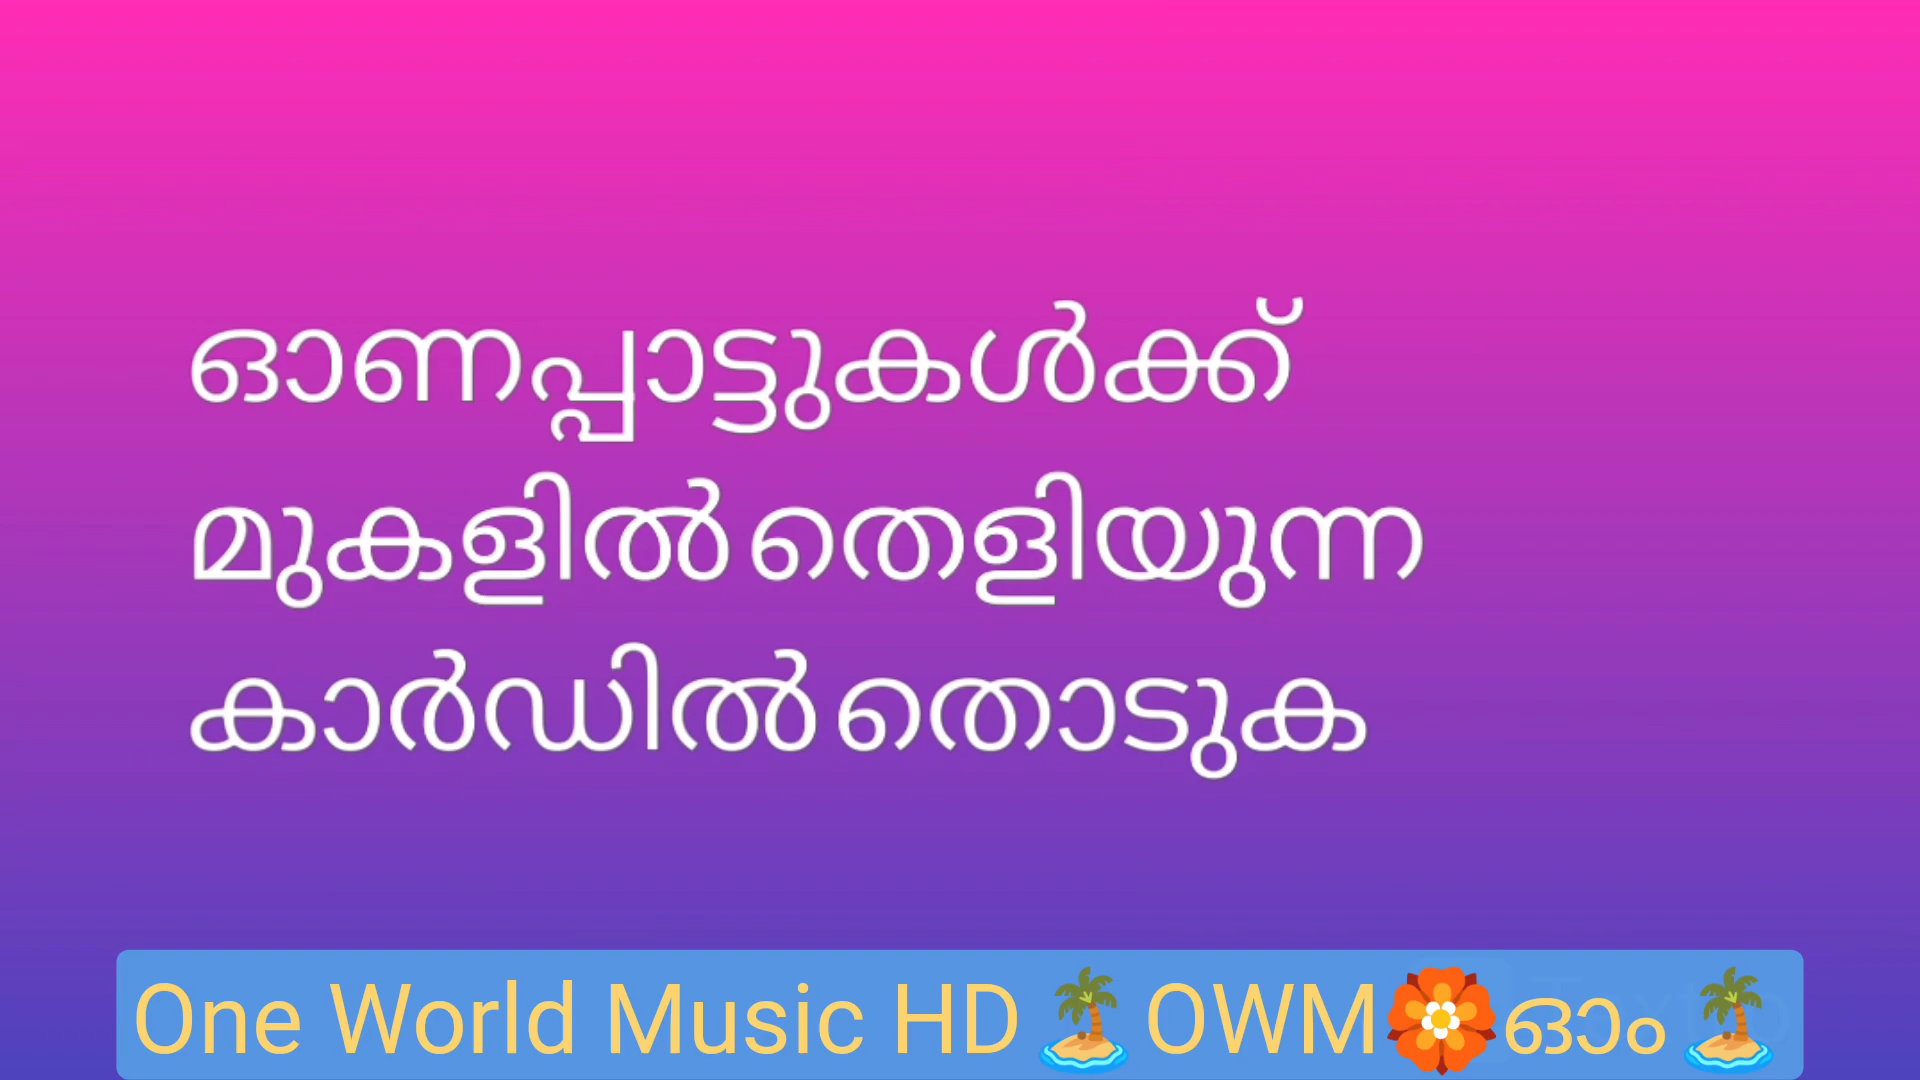 ഓണപ്പാട്ടുകൾക്ക്
മുകളിൽ തെളിയുന്ന
കാർഡിൽ തൊടുക
One World Music HD🏝️OWM🏵️ഓം🏝️